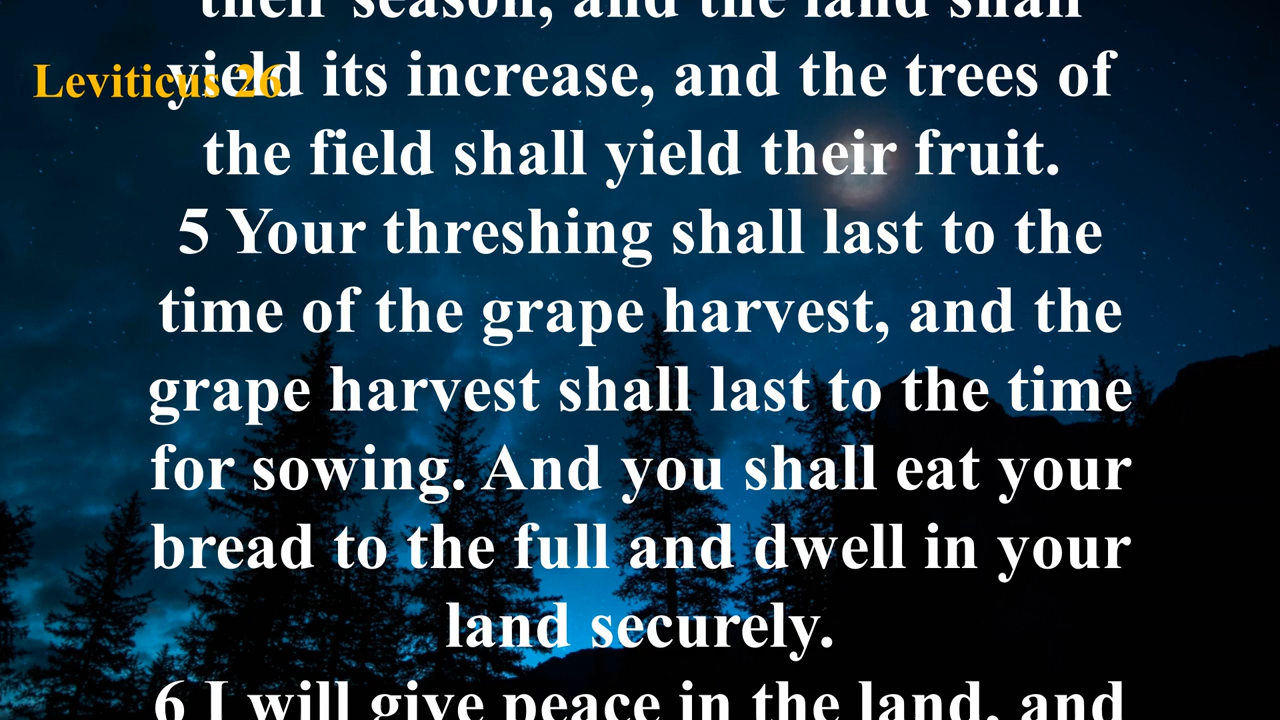 their season, and the land shall
Leviticus 26
yield its increase, and the trees of
the field shall yield their fruit.
5 Your threshing shall last to the
time of the grape harvest, and the
grape harvest shall last to the time
for sowing. And you shall eat your
bread to the full and dwell in your
land securely.
6 I will give peace in the land, and